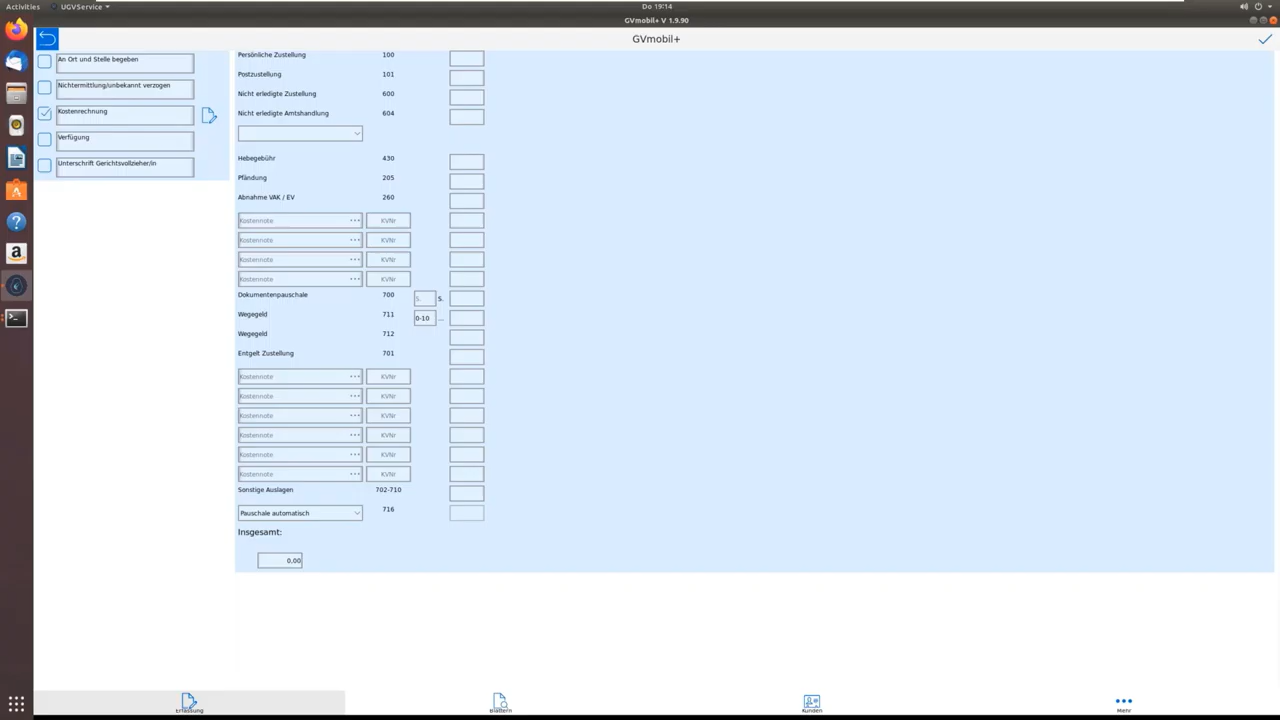 Activities UGVService Do 19:14
GVmobil+ V 1.9.90
GVmobil+
An Ort und Stelle begeben
Nichtermittlung/unbekannt verzogen
Kostenrechnung
Verfügung
Unterschrift Gerichtsvollzieher/in
Persönliche Zustellung 100
Postzustellung 101
Nicht erledigte Zustellung 600
Nicht erledigte Amtshandlung 604
Hebegebühr 430
Pfändung 205
Abnahme VAK / EV 260
Kostennote ... KVNr
Kostennote ... KVNr
Kostennote ... KVNr
Kostennote ... KVNr
Dokumentenpauschale 700 S. S.
Wegegeld 711 0-10 ...
Wegegeld 712
Entgelt Zustellung 701
Kostennote ... KVNr
Kostennote ... KVNr
Kostennote ... KVNr
Kostennote ... KVNr
Kostennote ... KVNr
Kostennote ... KVNr
Sonstige Auslagen 702-710
Pauschale automatisch 716
Insgesamt:
0,00
Erfassung Blättern Kunden Mehr